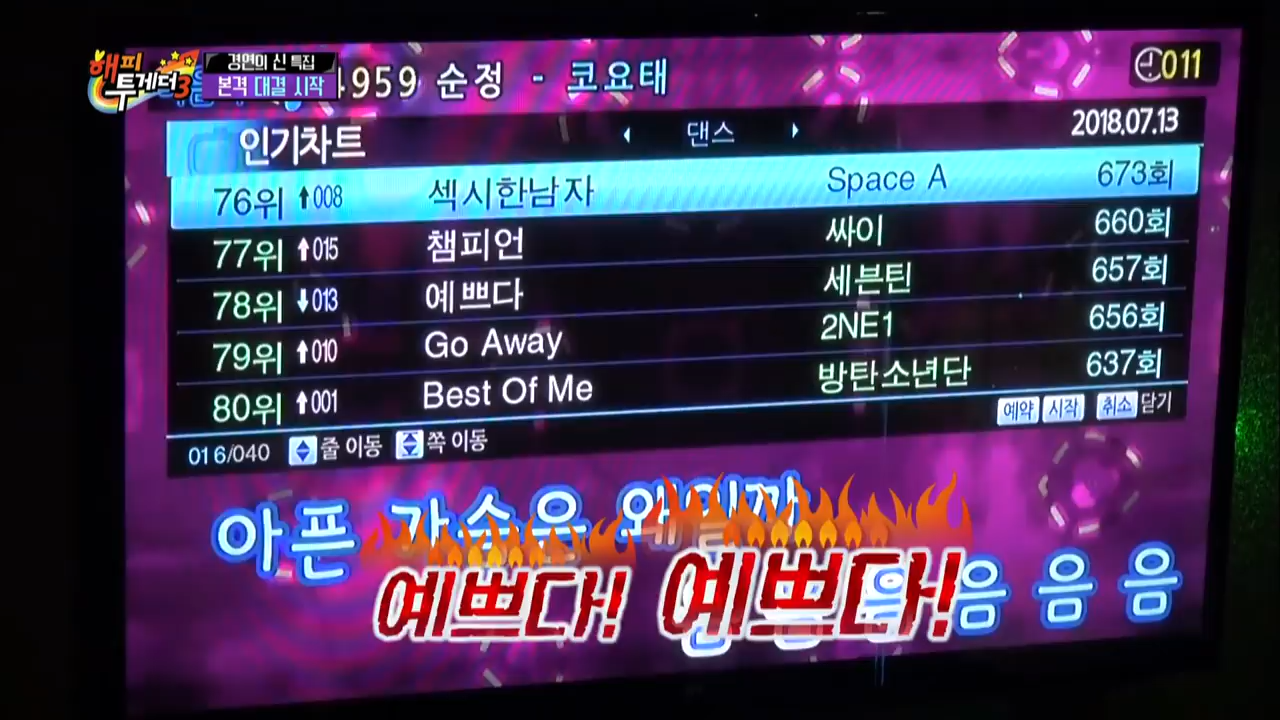 해피투게더3
경연의 신 특집
본격 대결 시작
4959 순정 - 코요태
011
인기차트
댄스
2018.07.13
76위 ↑008 섹시한남자 Space A 673회
77위 ↑015 챔피언 싸이 660회
78위 ↓013 예쁘다 세븐틴 657회
79위 ↑010 Go Away 2NE1 656회
80위 ↑001 Best Of Me 방탄소년단 637회
016/040 줄 이동 쪽 이동 예약 시작 취소 닫기
아픈 가슴은 왜일까
음 음 음
예쁘다! 예쁘다!